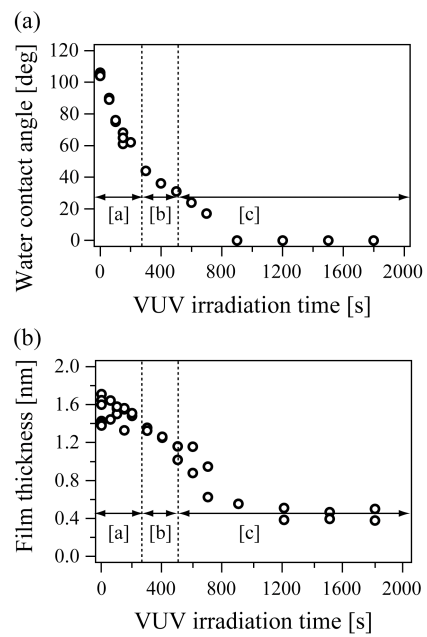 (a)
120
100
80
60
40
20
0
Water contact angle [deg]
[a]
[b]
[c]
0
400
800
1200
1600
2000
VUV irradiation time [s]
(b)
2.0
1.6
1.2
0.8
0.4
0.0
Film thickness [nm]
[a]
[b]
[c]
0
400
800
1200
1600
2000
VUV irradiation time [s]